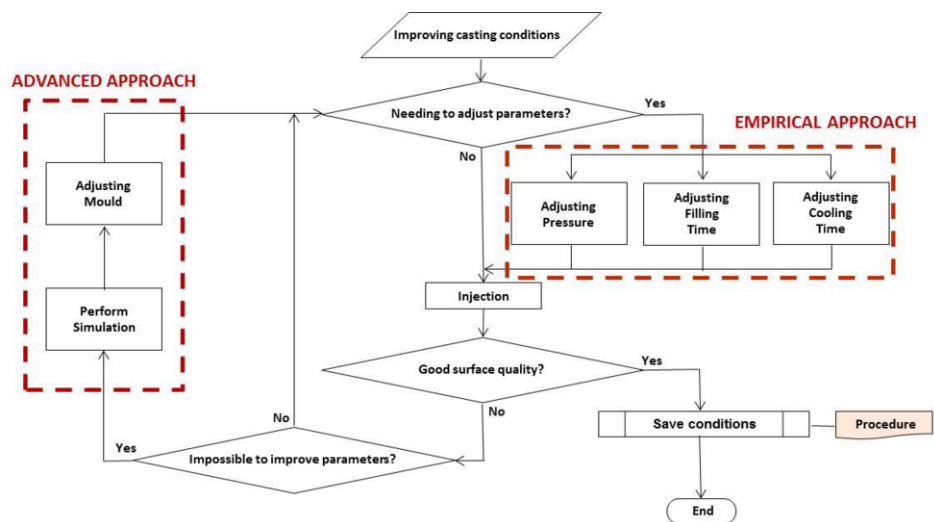 Improving casting conditions
ADVANCED APPROACH
Needing to adjust parameters?
Yes
EMPIRICAL APPROACH
No
Adjusting
Mould
Adjusting
Pressure
Adjusting
Filling
Time
Adjusting
Cooling
Time
Injection
Perform
Simulation
Good surface quality?
Yes
No
No
Save conditions
Procedure
Yes
Impossible to improve parameters?
End